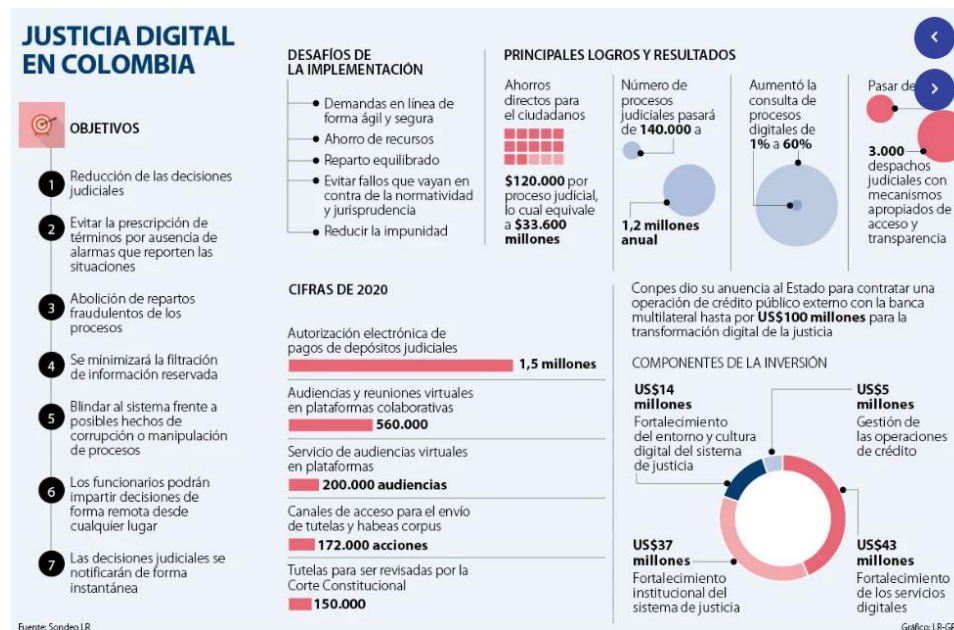 JUSTICIA DIGITAL
EN COLOMBIA
OBJETIVOS
1
Reducción de las decisiones
judiciales
2
Evitar la prescripción de
términos por ausencia de
alarmas que reporten las
situaciones
3
Abolición de repartos
fraudulentos de los
procesos
4
Se minimizará la filtración
de información reservada
5
Blindar al sistema frente a
posibles hechos de
corrupción o manipulación
de procesos
6
Los funcionarios podrán
impartir decisiones de
forma remota desde
cualquier lugar
7
Las decisiones judiciales se
notificarán de forma
instantánea
DESAFÍOS DE
LA IMPLEMENTACIÓN
Demandas en línea de
forma ágil y segura
Ahorro de recursos
Reparto equilibrado
Evitar fallos que vayan en
contra de la normatividad
y jurisprudencia
Reducir la impunidad
PRINCIPALES LOGROS Y RESULTADOS
Ahorros
directos para
el ciudadanos
$120.000 por
proceso judicial,
lo cual equivale
a $33.600
millones
Número de
procesos
judiciales pasará
de 140.000 a
1,2 millones
anual
Aumentó la
consulta de
procesos
digitales de
1% a 60%
Pasar de
3.000
despachos
judiciales con
mecanismos
apropiados de
acceso y
transparencia
CIFRAS DE 2020
Autorización electrónica de
pagos de depósitos judiciales
1,5 millones
Audiencias y reuniones virtuales
en plataformas colaborativas
560.000
Servicio de audiencias virtuales
en plataformas
200.000 audiencias
Canales de acceso para el envío
de tutelas y habeas corpus
172.000 acciones
Tutelas para ser revisadas por la
Corte Constitucional
150.000
Conpes dio su anuencia al Estado para contratar una
operación de crédito público externo con la banca
multilateral hasta por US$100 millones para la
transformación digital de la justicia
COMPONENTES DE LA INVERSIÓN
US$14
millones
Fortalecimiento
del entorno y cultura
digital del sistema
de justicia
US$5
millones
Gestión de
las operaciones
de crédito
US$37
millones
Fortalecimiento
institucional del
sistema de justicia
US$43
millones
Fortalecimiento
de los servicios
digitales
Fuente: Sondeo LR
Gráfico: LR-GR